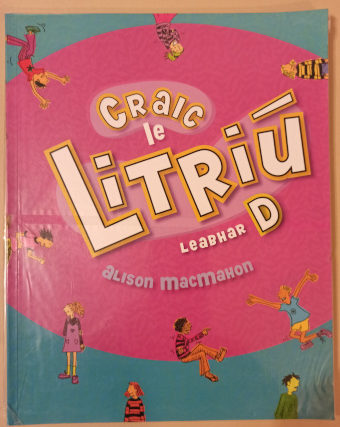 CRAIC
le
LITRIÚ
LEABHAR D
ALISON MACMAHON